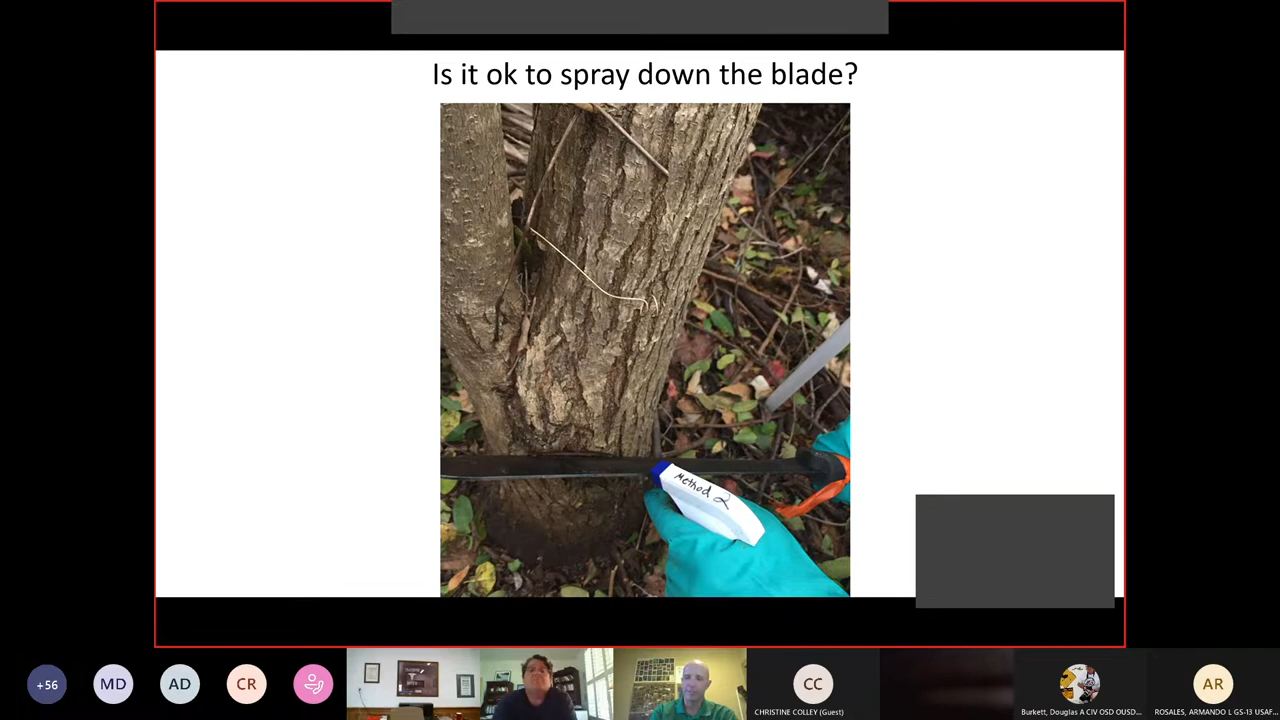 Is it ok to spray down the blade?
Method 2
+56
MD
AD
CR
CC
CHRISTINE COLLEY (Guest)
Burkett, Douglas A CIV OSD OUSD...
AR
ROSALES, ARMANDO L GS-13 USAF...